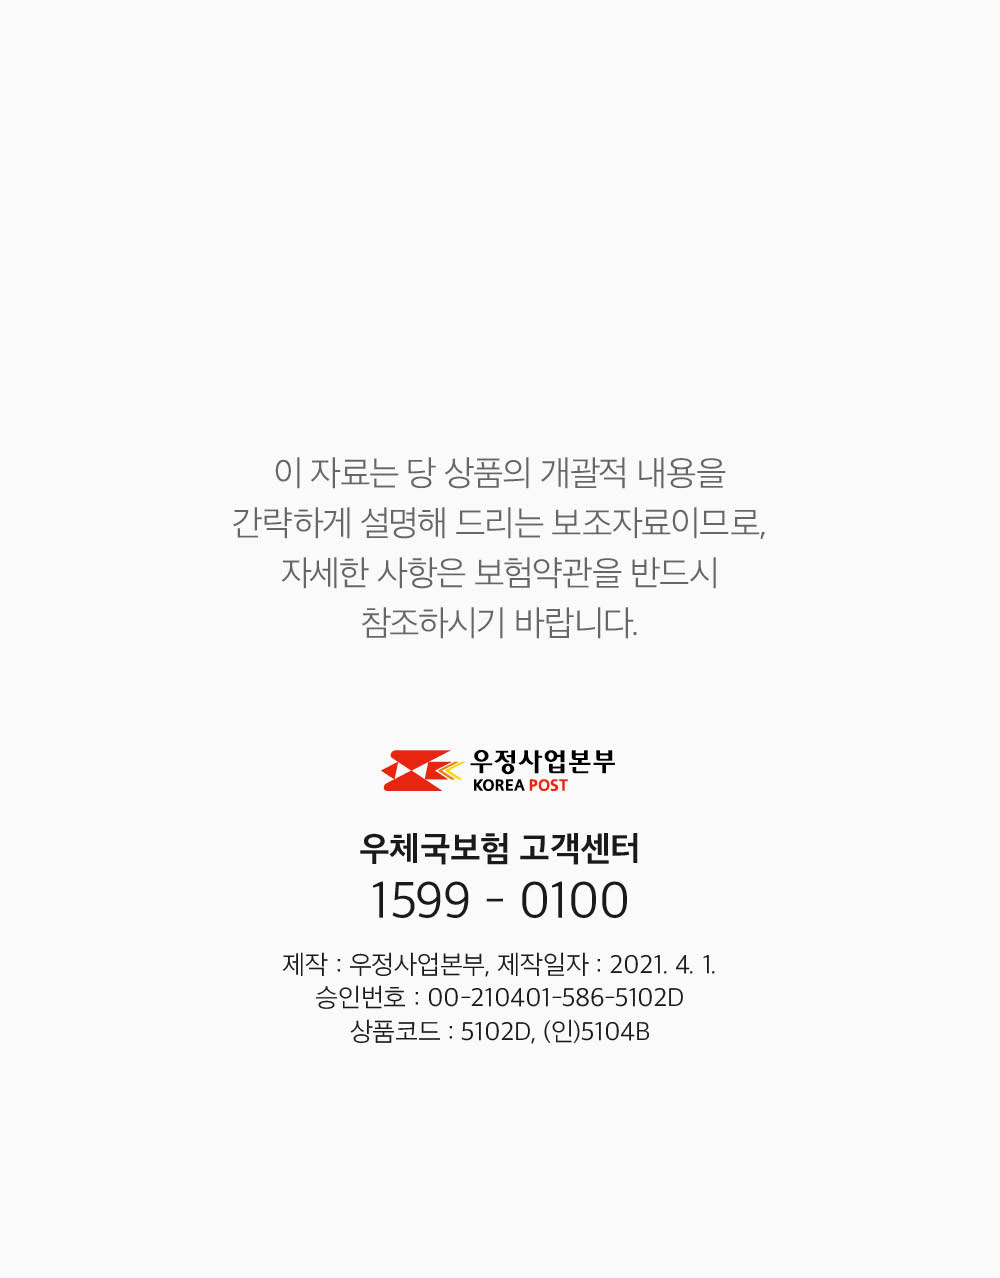 이 자료는 당 상품의 개괄적 내용을
간략하게 설명해 드리는 보조자료이므로,
자세한 사항은 보험약관을 반드시
참조하시기 바랍니다.
우정사업본부
KOREA POST
우체국보험 고객센터
1599 - 0100
제작 : 우정사업본부, 제작일자 : 2021. 4. 1.
승인번호 : 00-210401-586-5102D
상품코드 : 5102D, (인)5104B